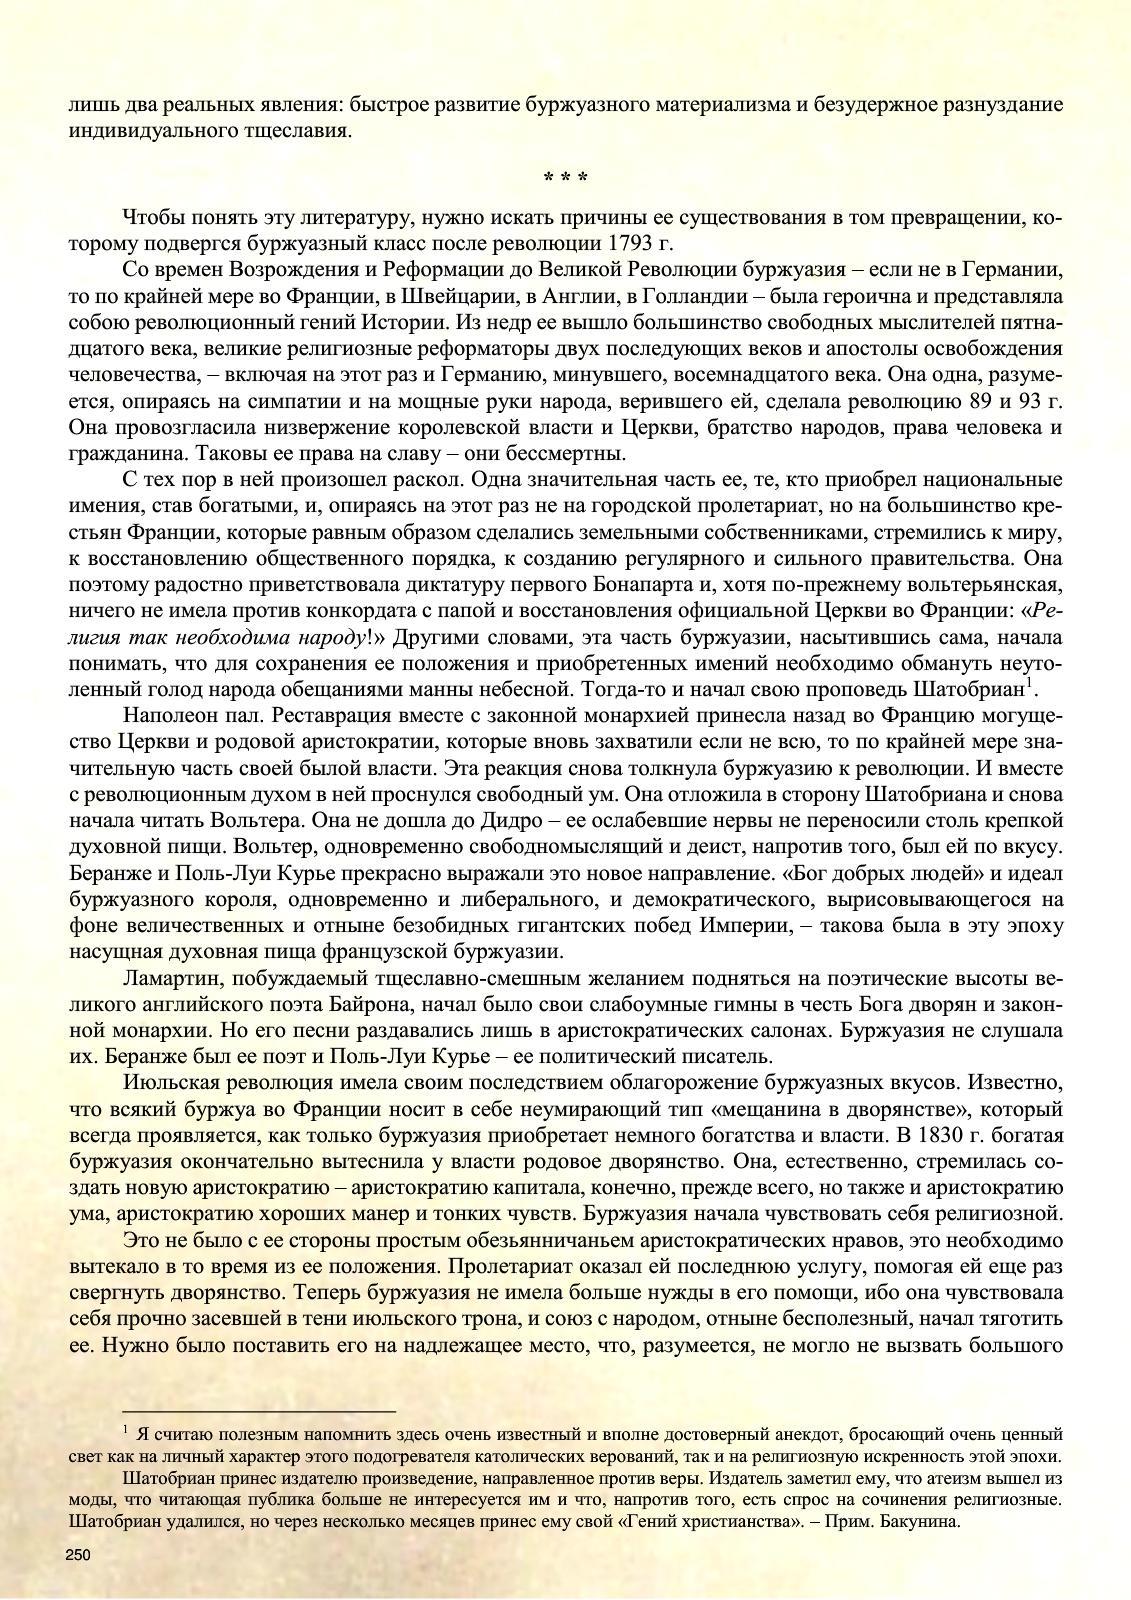 лишь два реальных явления: быстрое развитие буржуазного материализма и безудержное разнуздание
индивидуального тщеславия.
* * *
Чтобы понять эту литературу, нужно искать причины ее существования в том превращении, ко-
торому подвергся буржуазный класс после революции 1793 г.
Со времен Возрождения и Реформации до Великой Революции буржуазия – если не в Германии,
то по крайней мере во Франции, в Швейцарии, в Англии, в Голландии – была героична и представляла
собою революционный гений Истории. Из недр ее вышло большинство свободных мыслителей пятна-
дцатого века, великие религиозные реформаторы двух последующих веков и апостолы освобождения
человечества, – включая на этот раз и Германию, минувшего, восемнадцатого века. Она одна, разуме-
ется, опираясь на симпатии и на мощные руки народа, верившего ей, сделала революцию 89 и 93 г.
Она провозгласила низвержение королевской власти и Церкви, братство народов, права человека и
гражданина. Таковы ее права на славу – они бессмертны.
С тех пор в ней произошел раскол. Одна значительная часть ее, те, кто приобрел национальные
имения, став богатыми, и, опираясь на этот раз не на городской пролетариат, но на большинство кре-
стьян Франции, которые равным образом сделались земельными собственниками, стремились к миру,
к восстановлению общественного порядка, к созданию регулярного и сильного правительства. Она
поэтому радостно приветствовала диктатуру первого Бонапарта и, хотя по-прежнему вольтерьянская,
ничего не имела против конкордата с папой и восстановления официальной Церкви во Франции: «Ре-
лигия так необходима народу!» Другими словами, эта часть буржуазии, насытившись сама, начала
понимать, что для сохранения ее положения и приобретенных имений необходимо обмануть неуто-
ленный голод народа обещаниями манны небесной. Тогда-то и начал свою проповедь Шатобриан¹.
Наполеон пал. Реставрация вместе с законной монархией принесла назад во Францию могуще-
ство Церкви и родовой аристократии, которые вновь захватили если не всю, то по крайней мере зна-
чительную часть своей былой власти. Эта реакция снова толкнула буржуазию к революции. И вместе
с революционным духом в ней проснулся свободный ум. Она отложила в сторону Шатобриана и снова
начала читать Вольтера. Она не дошла до Дидро – ее ослабевшие нервы не переносили столь крепкой
духовной пищи. Вольтер, одновременно свободномыслящий и деист, напротив того, был ей по вкусу.
Беранже и Поль-Луи Курье прекрасно выражали это новое направление. «Бог добрых людей» и идеал
буржуазного короля, одновременно и либерального, и демократического, вырисовывающегося на
фоне величественных и отныне безобидных гигантских побед Империи, – такова была в эту эпоху
насущная духовная пища французской буржуазии.
Ламартин, побуждаемый тщеславно-смешным желанием подняться на поэтические высоты ве-
ликого английского поэта Байрона, начал было свои слабоумные гимны в честь Бога дворян и закон-
ной монархии. Но его песни раздавались лишь в аристократических салонах. Буржуазия не слушала
их. Беранже был ее поэт и Поль-Луи Курье – ее политический писатель.
Июльская революция имела своим последствием облагорожение буржуазных вкусов. Известно,
что всякий буржуа во Франции носит в себе неумирающий тип «мещанина в дворянстве», который
всегда проявляется, как только буржуазия приобретает немного богатства и власти. В 1830 г. богатая
буржуазия окончательно вытеснила у власти родовое дворянство. Она, естественно, стремилась со-
здать новую аристократию – аристократию капитала, конечно, прежде всего, но также и аристократию
ума, аристократию хороших манер и тонких чувств. Буржуазия начала чувствовать себя религиозной.
Это не было с ее стороны простым обезьянничаньем аристократических нравов, это необходимо
вытекало в то время из ее положения. Пролетариат оказал ей последнюю услугу, помогая ей еще раз
свергнуть дворянство. Теперь буржуазия не имела больше нужды в его помощи, ибо она чувствовала
себя прочно засевшей в тени июльского трона, и союз с народом, отныне бесполезный, начал тяготить
ее. Нужно было поставить его на надлежащее место, что, разумеется, не могло не вызвать большого
¹ Я считаю полезным напомнить здесь очень известный и вполне достоверный анекдот, бросающий очень ценный
свет как на личный характер этого подогревателя католических верований, так и на религиозную искренность этой эпохи.
Шатобриан принес издателю произведение, направленное против веры. Издатель заметил ему, что атеизм вышел из
моды, что читающая публика больше не интересуется им и что, напротив того, есть спрос на сочинения религиозные.
Шатобриан удалился, но через несколько месяцев принес ему свой «Гений христианства». – Прим. Бакунина.
250